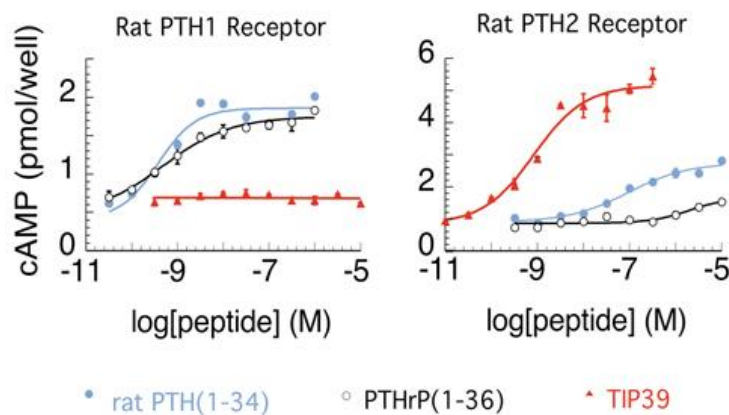 Rat PTH1 Receptor
Rat PTH2 Receptor
cAMP (pmol/well)
2
1
0
-11 -9 -7 -5
log[peptide] (M)
6
4
2
0
-11 -9 -7 -5
log[peptide] (M)
rat PTH(1-34)
PTHrP(1-36)
TIP39